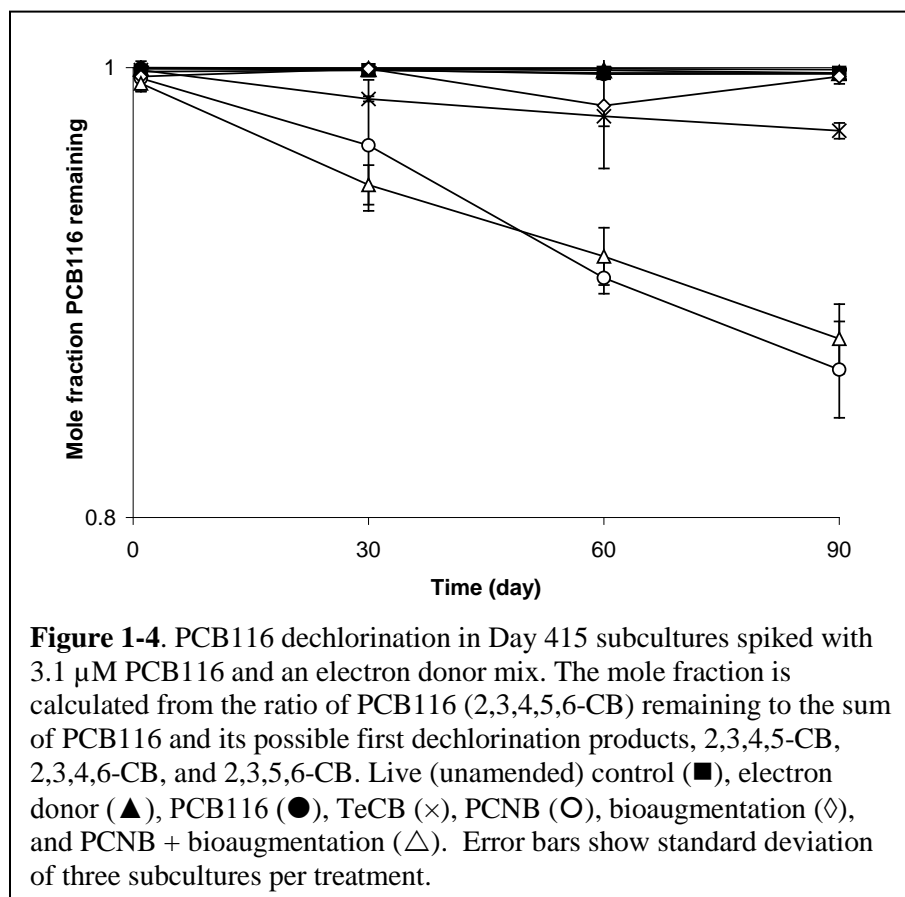 1
0.8
Mole fraction PCB116 remaining
0 30 60 90
Time (day)
Figure 1-4. PCB116 dechlorination in Day 415 subcultures spiked with
3.1 µM PCB116 and an electron donor mix. The mole fraction is
calculated from the ratio of PCB116 (2,3,4,5,6-CB) remaining to the sum
of PCB116 and its possible first dechlorination products, 2,3,4,5-CB,
2,3,4,6-CB, and 2,3,5,6-CB. Live (unamended) control (■), electron
donor (▲), PCB116 (●), TeCB (×), PCNB (○), bioaugmentation (◊),
and PCNB + bioaugmentation (△). Error bars show standard deviation
of three subcultures per treatment.